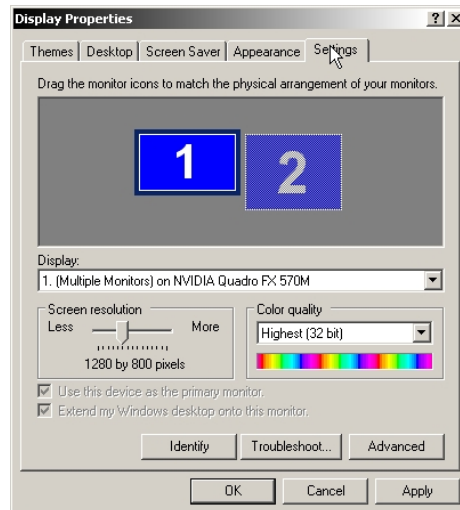 Display Properties
Themes Desktop Screen Saver Appearance Settings
Drag the monitor icons to match the physical arrangement of your monitors.
1 2
Display:
1. (Multiple Monitors) on NVIDIA Quadro FX 570M
Screen resolution Color quality
Less More Highest (32 bit)
1280 by 800 pixels
Use this device as the primary monitor.
Extend my Windows desktop onto this monitor.
Identify Troubleshoot... Advanced
OK Cancel Apply